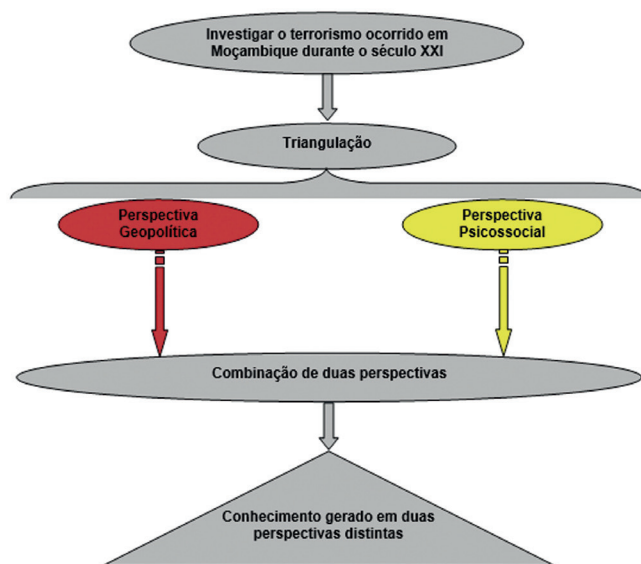 Investigar o terrorismo ocorrido em
Moçambique durante o século XXI
Triangulação
Perspectiva
Geopolítica
Perspectiva
Psicossocial
Combinação de duas perspectivas
Conhecimento gerado em duas
perspectivas distintas